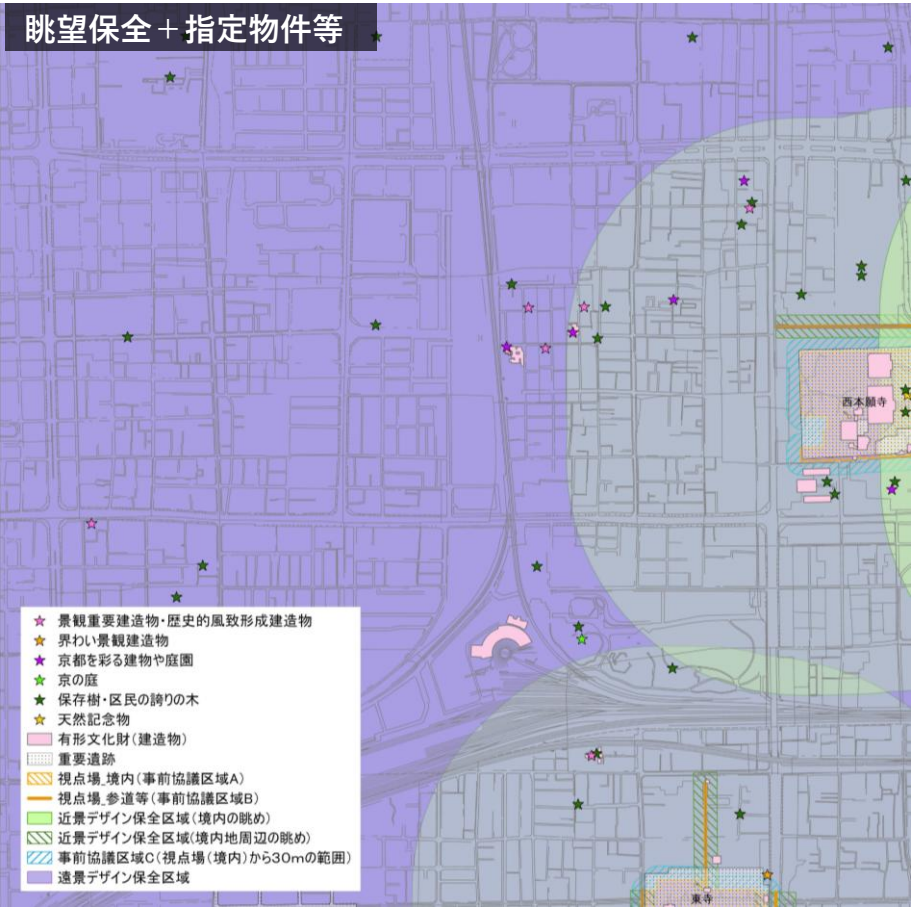 眺望保全＋指定物件等
西本願寺
景観重要建造物・歴史的風致形成建造物
界わい景観建造物
京都を彩る建物や庭園
京の庭
保存樹・区民の誇りの木
天然記念物
有形文化財(建造物)
重要遺跡
視点場_境内(事前協議区域A)
視点場_参道等(事前協議区域B)
近景デザイン保全区域(境内の眺め)
近景デザイン保全区域(境内地周辺の眺め)
事前協議区域C(視点場(境内)から30mの範囲)
遠景デザイン保全区域
東寺